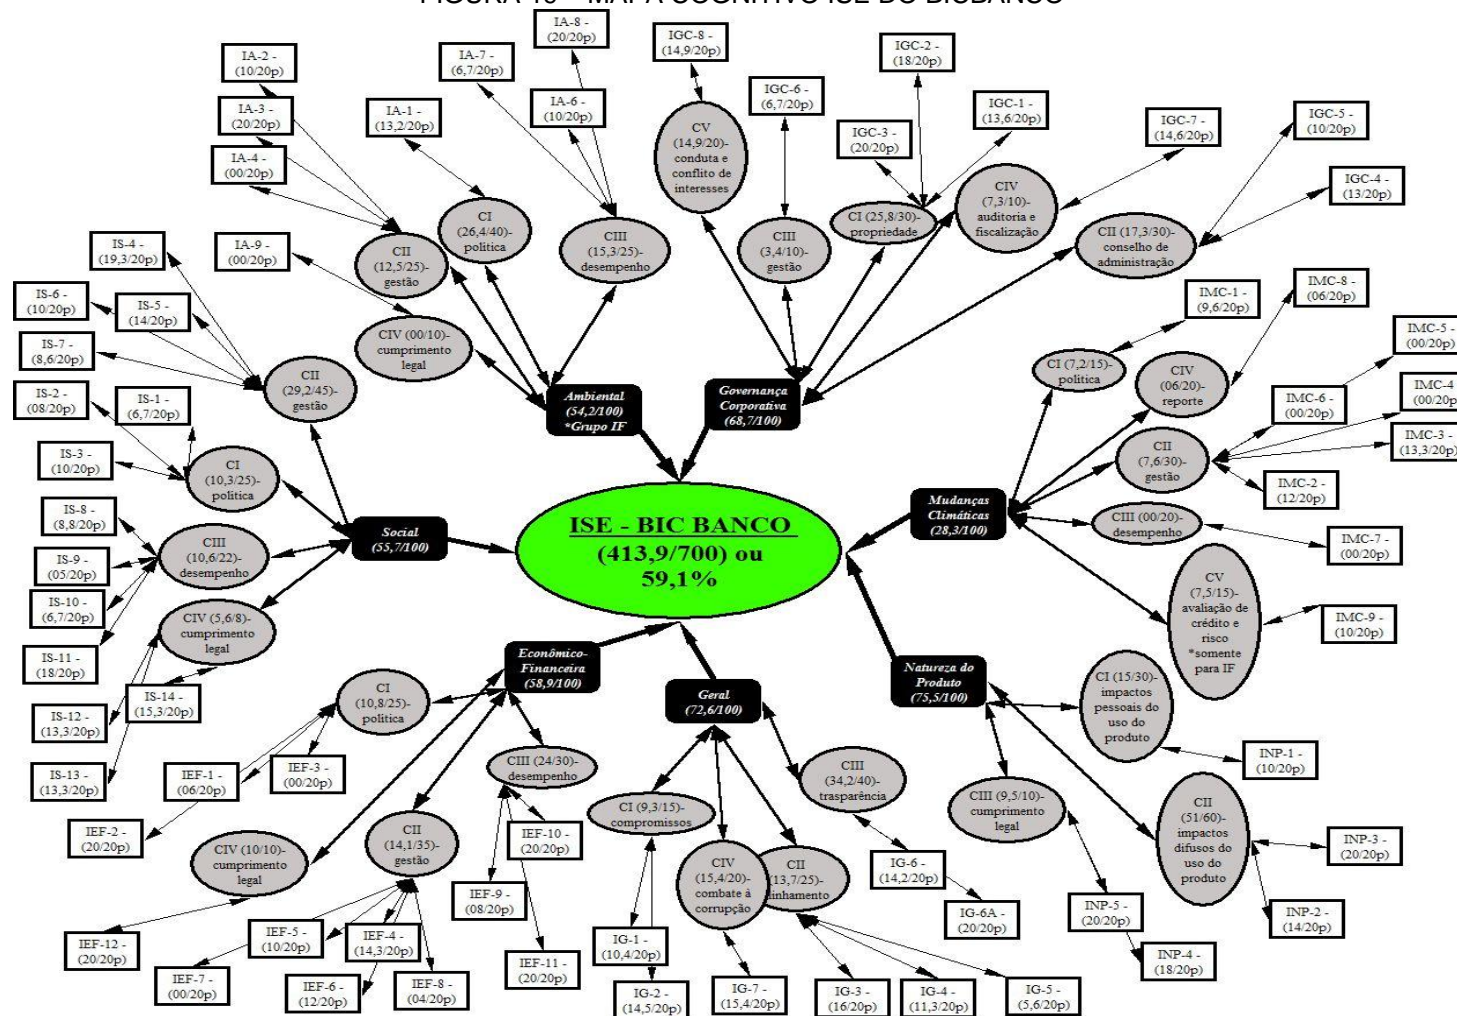 IA-8 -
(20/20p)
IA-2 -
(10/20p)
IA-7 -
(6,7/20p)
IGC-8 -
(14,9/20p)
IGC-2 -
(18/20p)
IA-3 -
(20/20p)
IA-1 -
(13,2/20p)
IA-6 -
(10/20p)
IGC-6 -
(6,7/20p)
IGC-1 -
(13,6/20p)
IGC-5 -
(10/20p)
IGC-3 -
(20/20p)
IGC-7 -
(14,6/20p)
IA-4 -
(00/20p)
IGC-4 -
(13/20p)
CV
(14,9/20)-
conduta e
conflito de
interesses
CI
(26,4/40)-
política
CII
(12,5/25)-
gestão
CIII
(15,3/25)-
desempenho
CIII
(3,4/10)-
gestão
CI (25,8/30)-
propriedade
CIV
(7,3/10)-
auditoria e
fiscalização
CII (17,3/30)-
conselho de
administração
IS-4 -
(19,3/20p)
IA-9 -
(00/20p)
IS-6 -
(10/20p)
IS-5 -
(14/20p)
IS-7 -
(8,6/20p)
IS-2 -
(08/20p)
IS-1 -
(6,7/20p)
IS-3 -
(10/20p)
CIV (00/10)-
cumprimento
legal
CII
(29,2/45)-
gestão
CI
(10,3/25)-
política
Ambiental
(54,2/100)
*Grupo IF
Governança
Corporativa
(68,7/100)
IMC-1 -
(9,6/20p)
IMC-8 -
(06/20p)
IMC-5 -
(00/20p)
CI (7,2/15)-
política
CIV
(06/20)-
reporte
IMC-6 -
(00/20p)
IMC-4
(00/20p)
IMC-3 -
(13,3/20p)
CII
(7,6/30)-
gestão
IMC-2 -
(12/20p)
IS-8 -
(8,8/20p)
IS-9 -
(05/20p)
IS-10 -
(6,7/20p)
IS-11 -
(18/20p)
CIII
(10,6/22)-
desempenho
Social
(55,7/100)
ISE - BIC BANCO
(413,9/700) ou
59,1%
Mudanças
Climáticas
(28,3/100)
CIII (00/20)-
desempenho
IMC-7 -
(00/20p)
CIV (5,6/8)-
cumprimento
legal
CV
(7,5/15)-
avaliação de
crédito e
risco
*somente
para IF
IMC-9 -
(10/20p)
IS-14 -
(15,3/20p)
IS-12 -
(13,3/20p)
IS-13 -
(13,3/20p)
Econômico-
Financeira
(58,9/100)
Geral
(72,6/100)
Natureza do
Produto
(75,5/100)
CI
(10,8/25)-
política
IEF-1 -
(06/20p)
IEF-3 -
(00/20p)
IEF-2 -
(20/20p)
CIII (24/30)-
desempenho
CI (9,3/15)-
compromissos
CIII
(34,2/40)-
trasparência
CI (15/30)-
impactos
pessoais do
uso do
produto
INP-1 -
(10/20p)
CIII (9,5/10)-
cumprimento
legal
CII
(51/60)-
impactos
difusos do
uso do
produto
INP-3 -
(20/20p)
CIV (10/10)-
cumprimento
legal
CII
(14,1/35)-
gestão
IEF-10 -
(20/20p)
IEF-9 -
(08/20p)
CIV
(15,4/20)-
combate à
corrupção
CII
(13,7/25)-
linhamento
IG-6 -
(14,2/20p)
IG-6A -
(20/20p)
INP-5 -
(20/20p)
INP-2 -
(14/20p)
INP-4 -
(18/20p)
IEF-12 -
(20/20p)
IEF-5 -
(10/20p)
IEF-4 -
(14,3/20p)
IEF-7 -
(00/20p)
IEF-6 -
(12/20p)
IEF-8 -
(04/20p)
IEF-11 -
(20/20p)
IG-1 -
(10,4/20p)
IG-2 -
(14,5/20p)
IG-7 -
(15,4/20p)
IG-3 -
(16/20p)
IG-4 -
(11,3/20p)
IG-5 -
(5,6/20p)